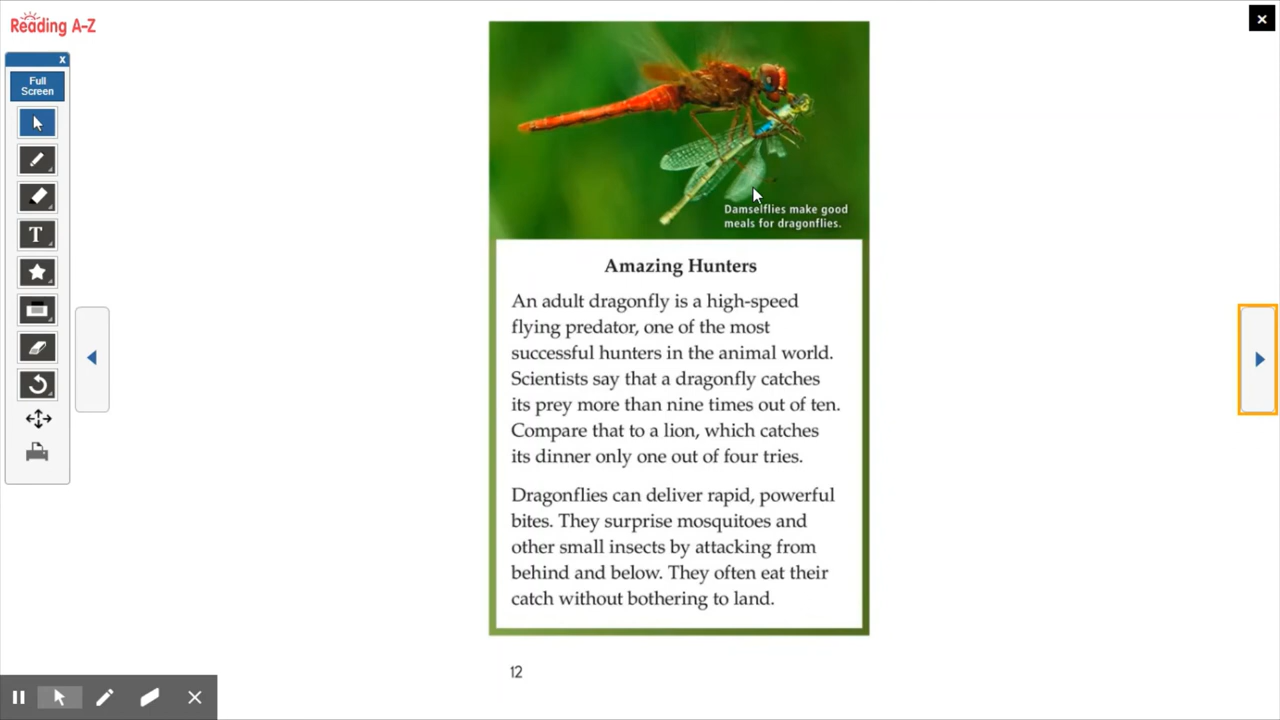 Reading A-Z
x
Full
Screen
T
Damselflies make good
meals for dragonflies.
Amazing Hunters
An adult dragonfly is a high-speed
flying predator, one of the most
successful hunters in the animal world.
Scientists say that a dragonfly catches
its prey more than nine times out of ten.
Compare that to a lion, which catches
its dinner only one out of four tries.
Dragonflies can deliver rapid, powerful
bites. They surprise mosquitoes and
other small insects by attacking from
behind and below. They often eat their
catch without bothering to land.
12